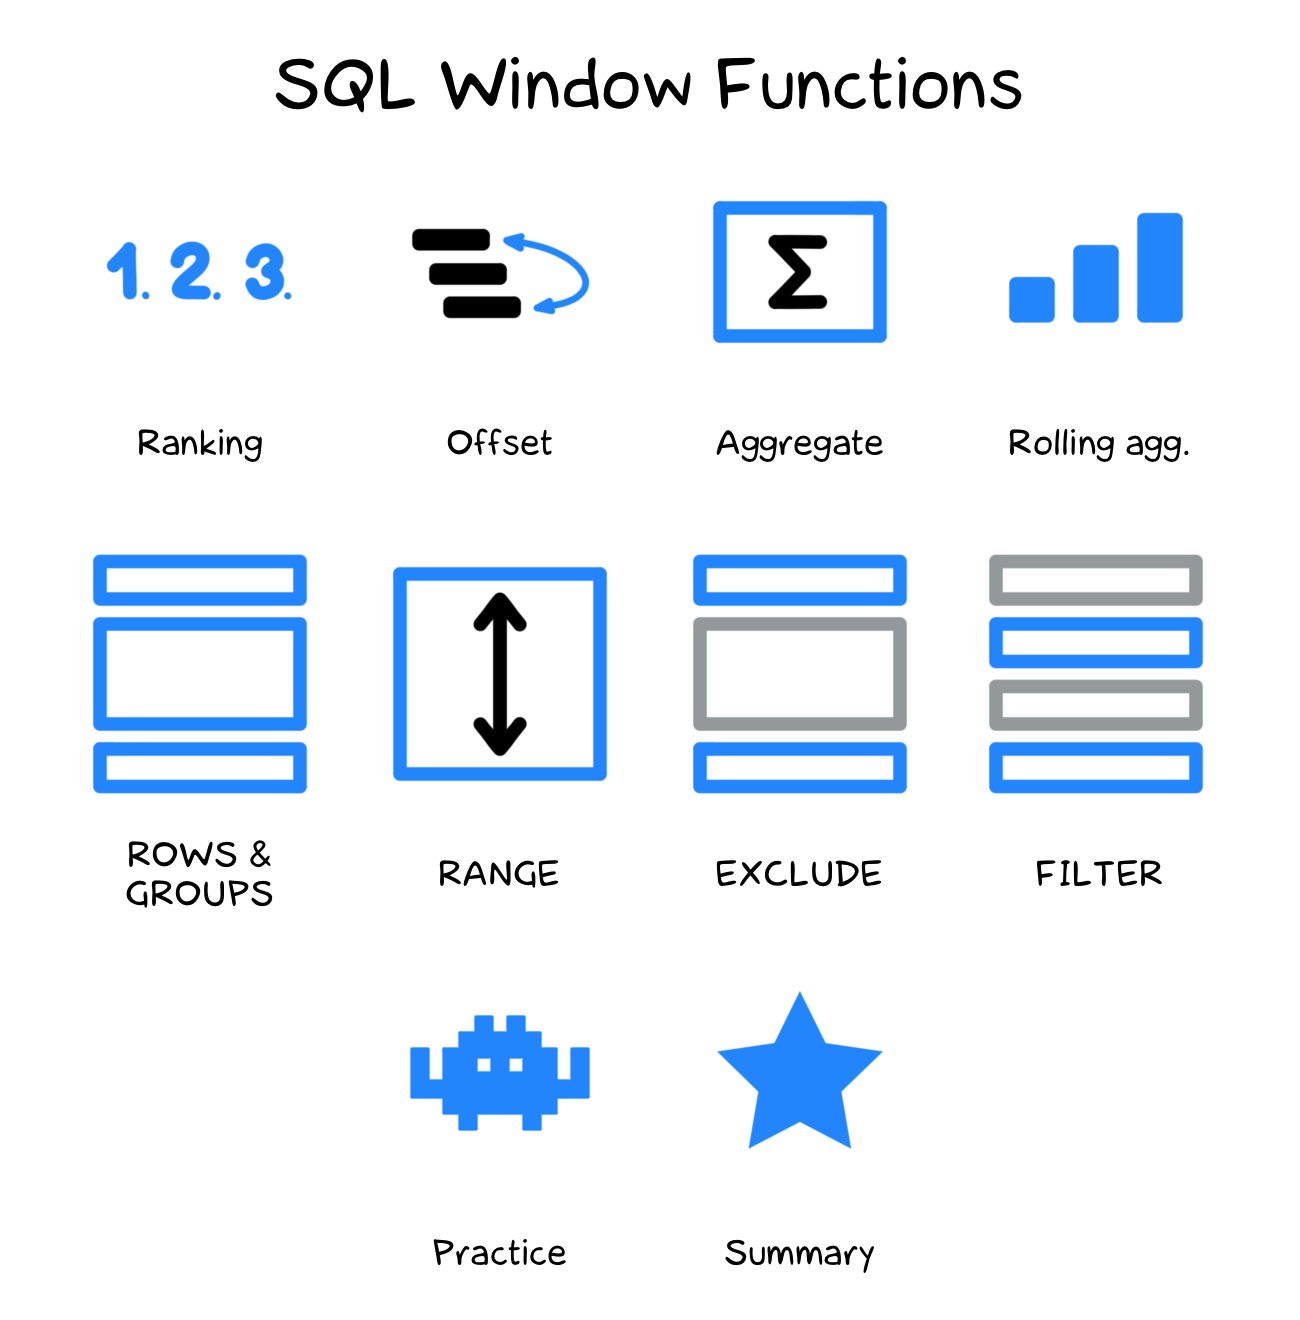 SQL Window Functions
1. 2. 3.
Σ
Ranking
Offset
Aggregate
Rolling agg.
ROWS &
GROUPS
RANGE
EXCLUDE
FILTER
Practice
Summary